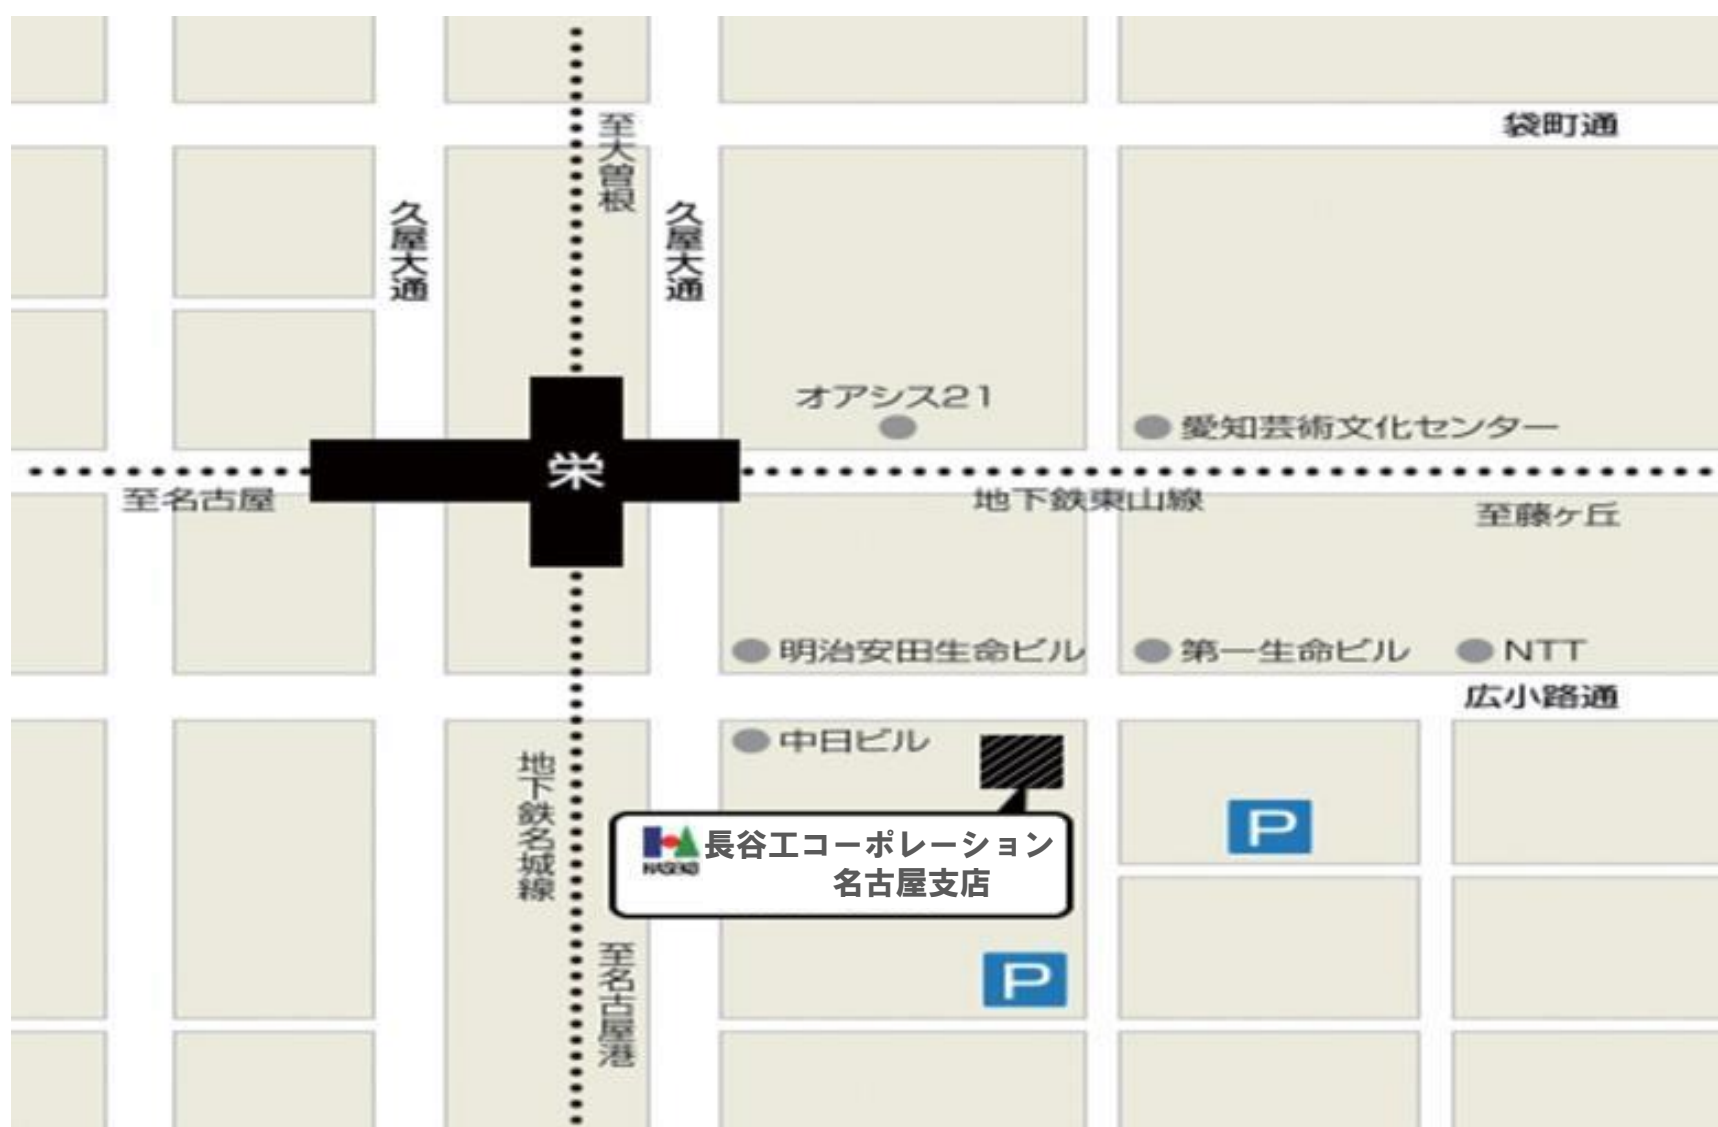 袋町通
至大曽根
久屋大通
久屋大通
オアシス21
愛知芸術文化センター
栄
至名古屋
地下鉄東山線
至藤ヶ丘
明治安田生命ビル
第一生命ビル
NTT
広小路通
中日ビル
地下鉄名城線
P
長谷工コーポレーション
HASEKO
名古屋支店
至名古屋港
P